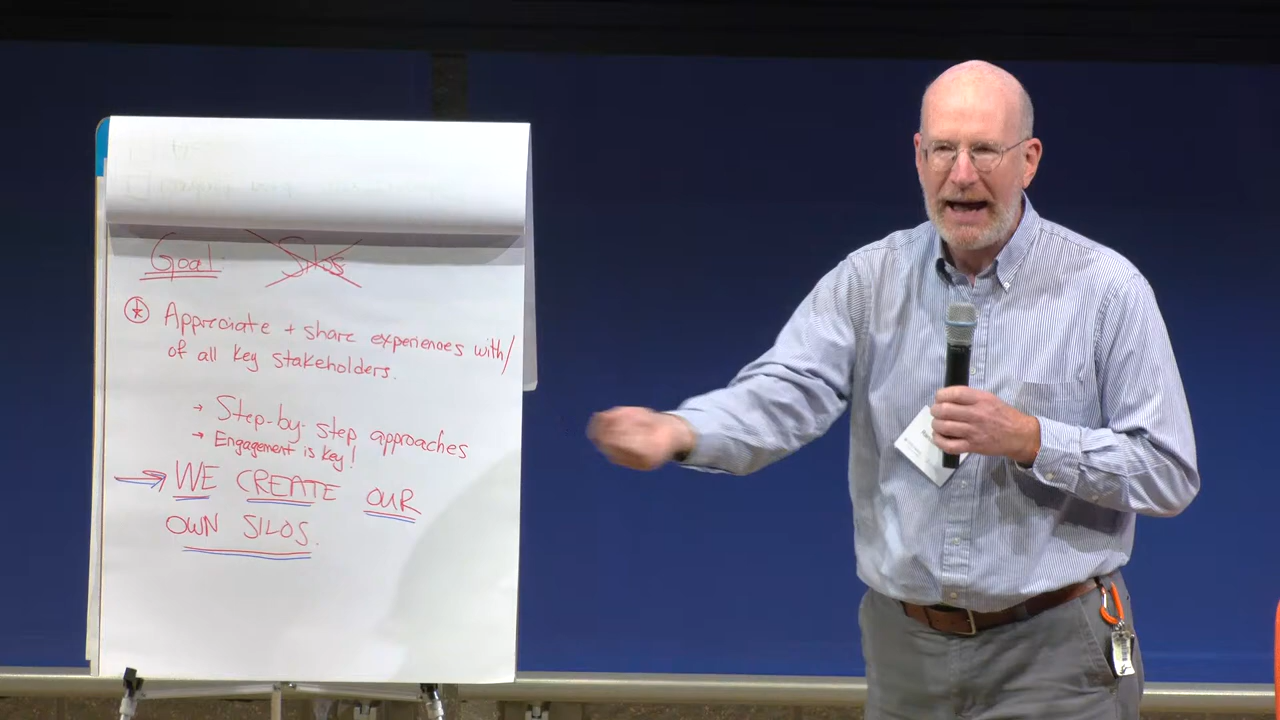 Goal: Silos
* Appreciate + share experiences with/
of all key stakeholders.
→ Step-by-step approaches
→ Engagement is key!
→ WE CREATE OUR
OWN SILOS.